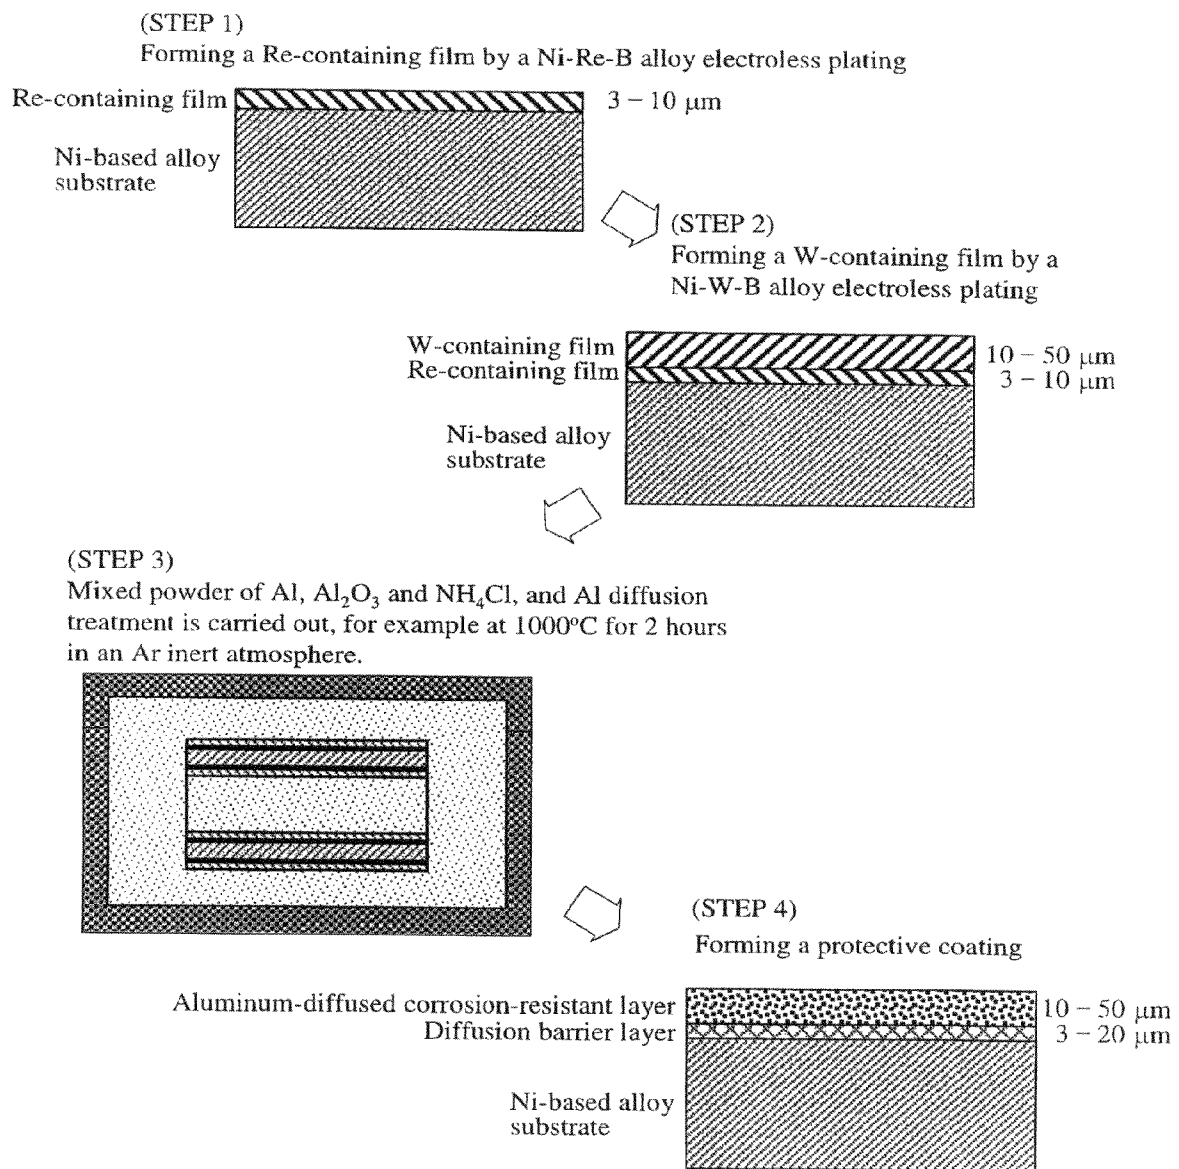 (STEP 1)
Forming a Re-containing film by a Ni-Re-B alloy electroless plating
Re-containing film
3 – 10 μm
Ni-based alloy
substrate
(STEP 2)
Forming a W-containing film by a
Ni-W-B alloy electroless plating
W-containing film
10 – 50 μm
Re-containing film
3 – 10 μm
Ni-based alloy
substrate
(STEP 3)
Mixed powder of Al, Al₂O₃ and NH₄Cl, and Al diffusion
treatment is carried out, for example at 1000°C for 2 hours
in an Ar inert atmosphere.
(STEP 4)
Forming a protective coating
Aluminum-diffused corrosion-resistant layer
10 – 50 μm
Diffusion barrier layer
3 – 20 μm
Ni-based alloy
substrate